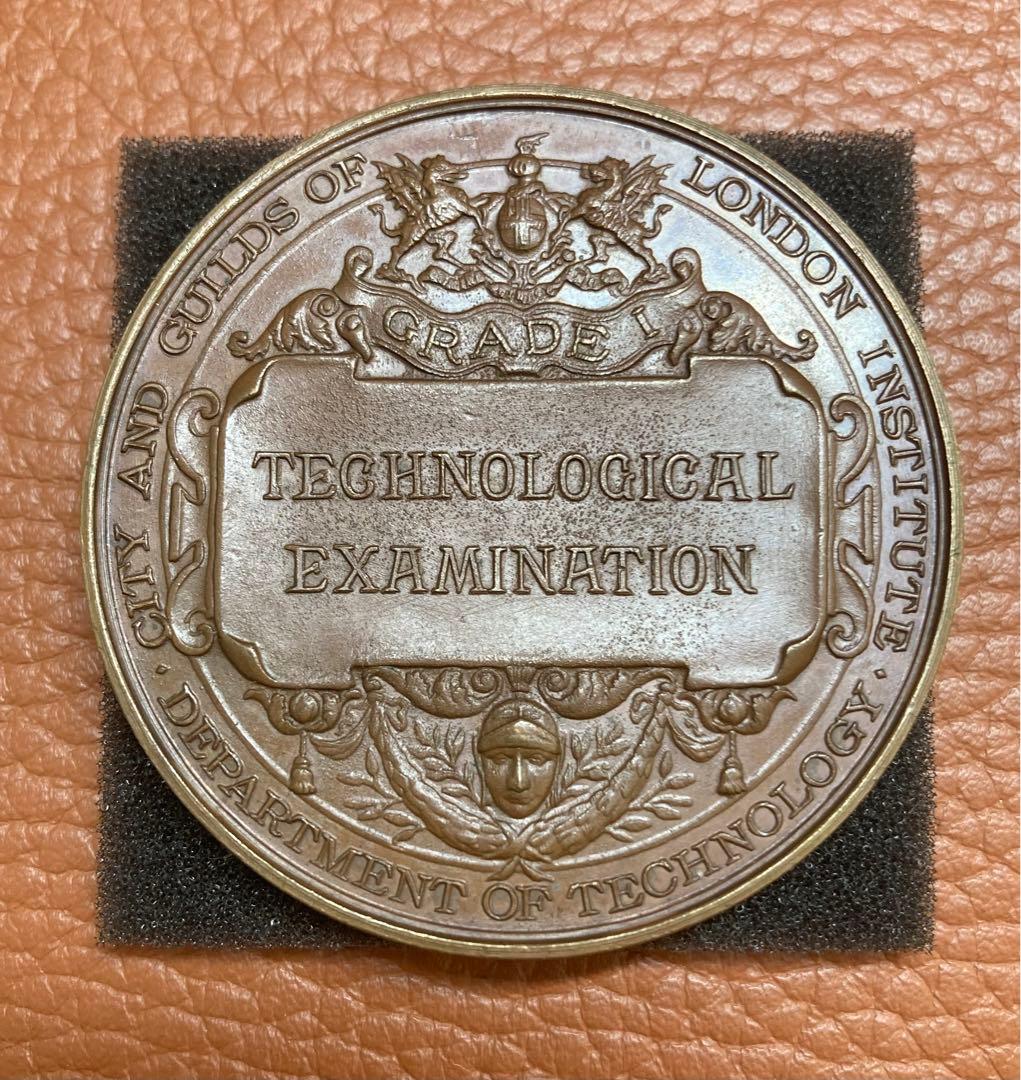 CITY AND GUILDS OF LONDON INSTITUTE ·
DEPARTMENT OF TECHNOLOGY ·
GRADE I
TECHNOLOGICAL
EXAMINATION